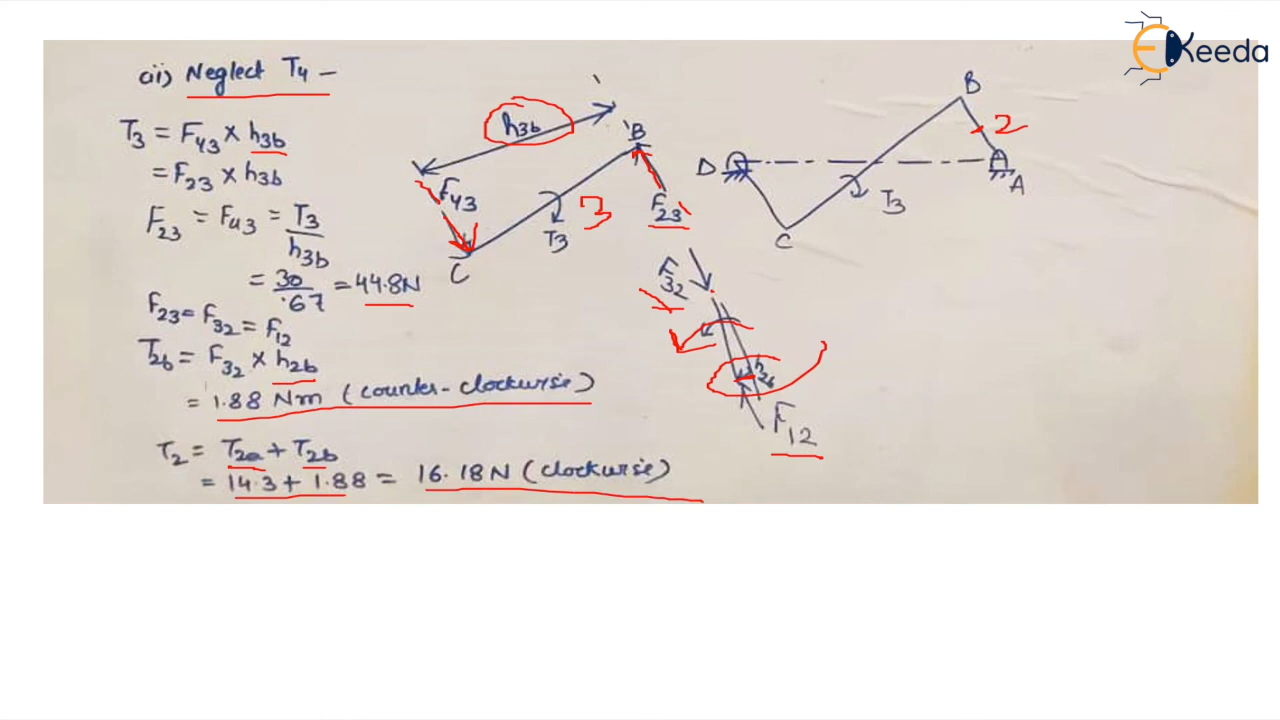 Keeda
(ii) Neglect T4 –
T3 = F43 × h3b
= F23 × h3b
F23 = F43 = T3
h3b
= 30 = 44.8N
.67
F23 = F32 = F12
T2b = F32 × h2b
= 1.88 Nm (counter-clockwise)
T2 = T2a + T2b
= 14.3 + 1.88 = 16.18N (clockwise)
h3b
B
F43
F23
3
T3
C
F32
h2b
F12
B
2
D
A
T3
C